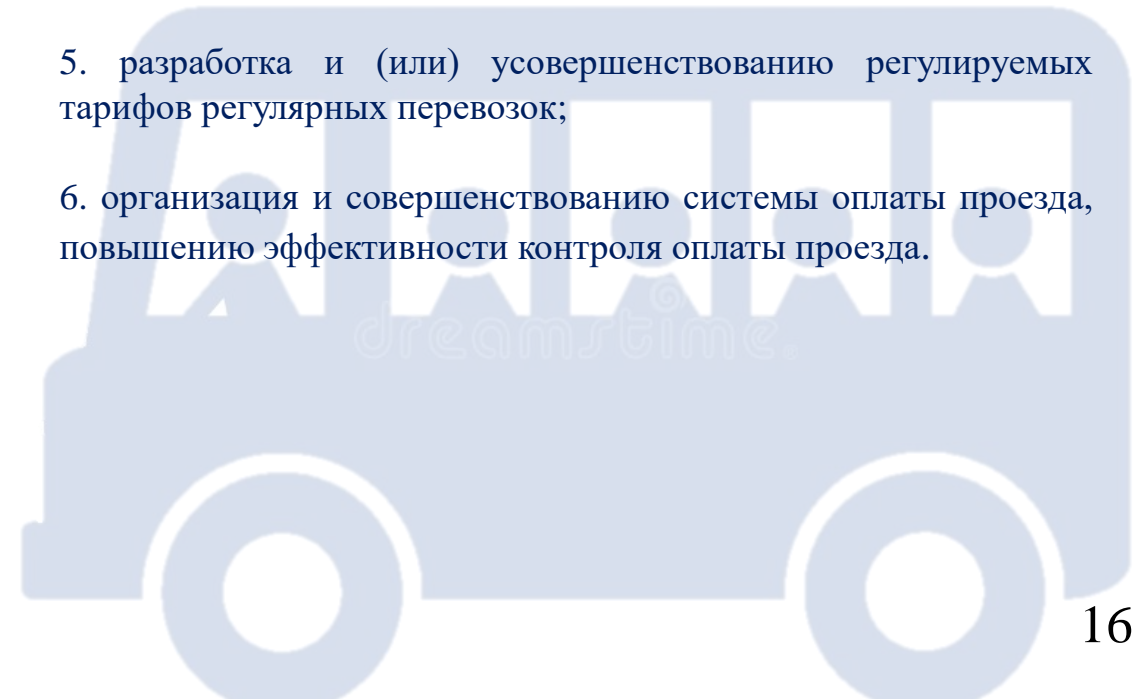 5. разработка и (или) усовершенствованию регулируемых
тарифов регулярных перевозок;
6. организация и совершенствованию системы оплаты проезда,
повышению эффективности контроля оплаты проезда.
dreamstime.
16